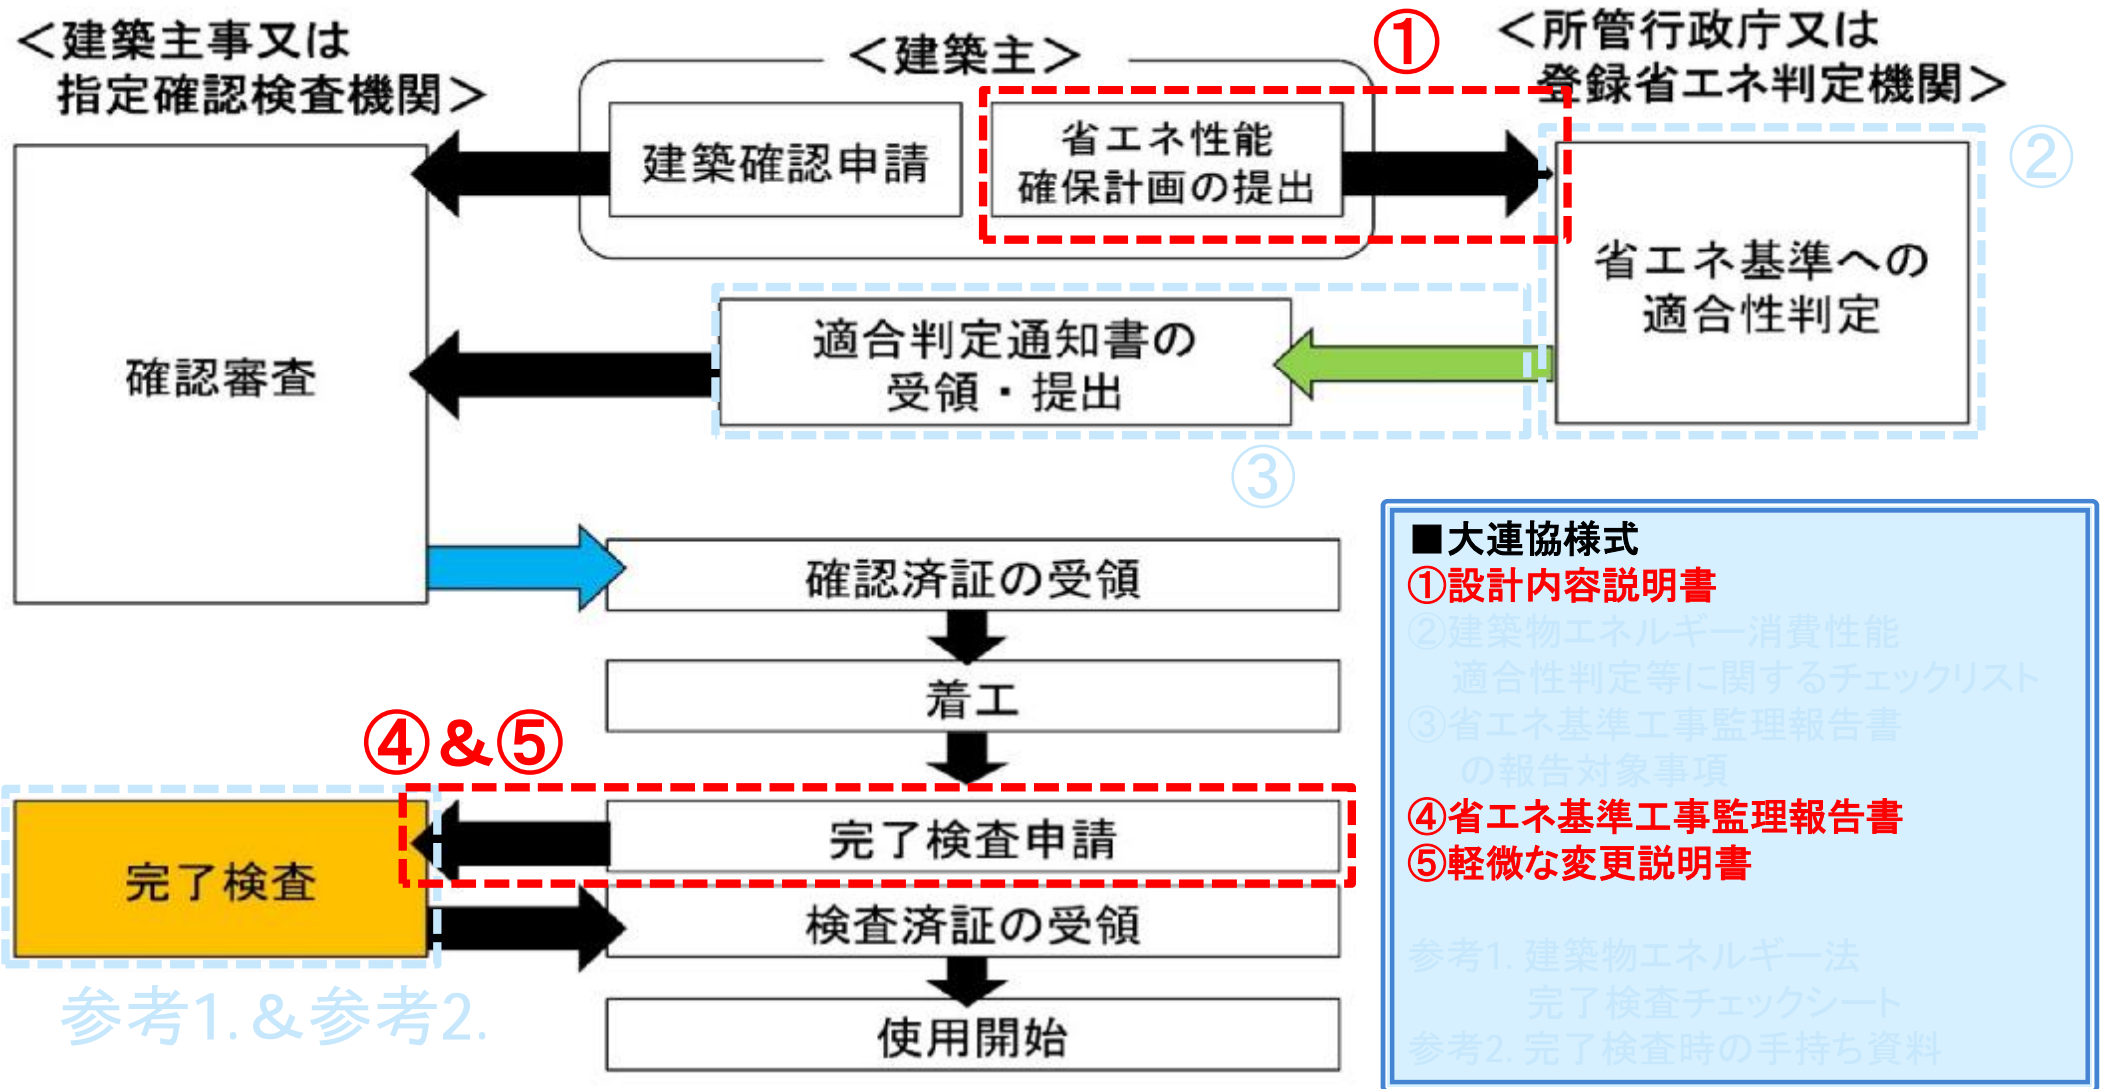 ＜建築主事又は
指定確認検査機関＞
＜建築主＞
①
＜所管行政庁又は
登録省エネ判定機関＞
建築確認申請
省エネ性能
確保計画の提出
②
省エネ基準への
適合性判定
確認審査
適合判定通知書の
受領・提出
③
確認済証の受領
着工
④&⑤
完了検査申請
完了検査
検査済証の受領
参考1.&参考2.
使用開始
■大連協様式
①設計内容説明書
②建築物エネルギー消費性能
適合性判定等に関するチェックリスト
③省エネ基準工事監理報告書
の報告対象事項
④省エネ基準工事監理報告書
⑤軽微な変更説明書
参考1. 建築物エネルギー法
完了検査チェックシート
参考2. 完了検査時の手持ち資料